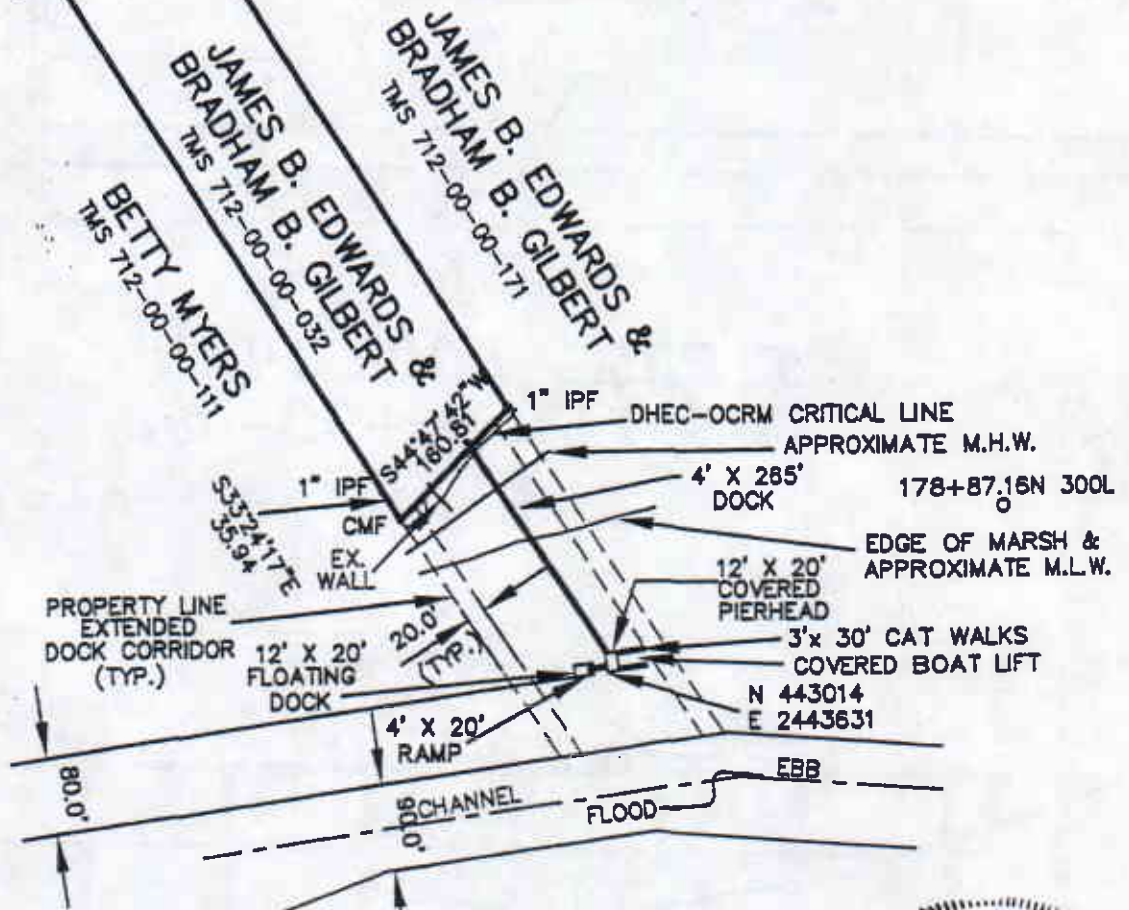 JAMES B. EDWARDS &
BRADHAM B. GILBERT
TMS 712-00-00-171
JAMES B. EDWARDS &
BRADHAM B. GILBERT
TMS 712-00-00-032
BETTY MYERS
TMS 712-00-00-111
S44°47'42"W
160.81'
1" IPF
DHEC-OCRM CRITICAL LINE
APPROXIMATE M.H.W.
4' X 265'
DOCK
178+87.16N 300L
EDGE OF MARSH &
APPROXIMATE M.L.W.
S33°24'17"E
35.94
1" IPF
CMF
EX.
WALL
12' X 20'
COVERED
PIERHEAD
PROPERTY LINE
EXTENDED
DOCK CORRIDOR
(TYP.)
20.0'
(TYP.)
12' X 20'
FLOATING
DOCK
3'x 30' CAT WALKS
COVERED BOAT LIFT
N 443014
E 2443631
4' X 20'
RAMP
80.0'
90.0'
CHANNEL
EBB
FLOOD